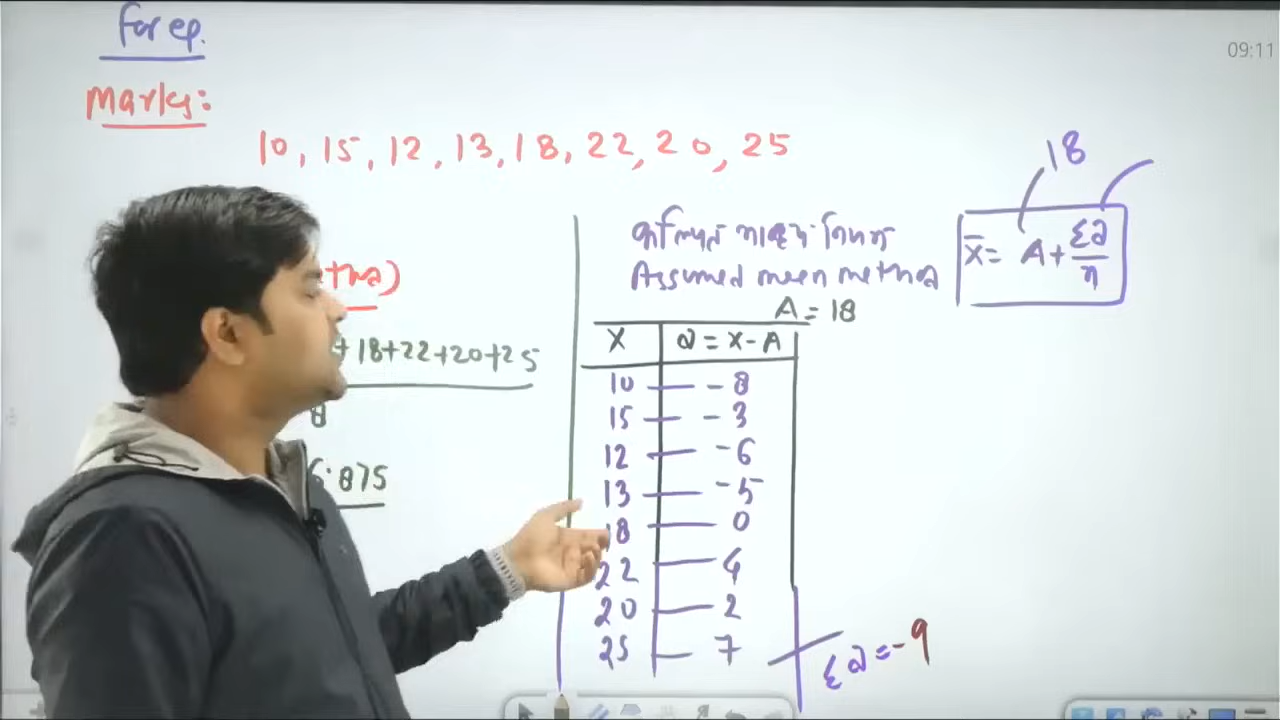 For ep.
09:11
Marks:
10, 15, 12, 13, 18, 22, 20, 25
18
कल्पित माध्य
Assumed mean method
x̄ = A + Σd/n
A = 18
+ 18+22+20+25
8
6.875
x d = x - A
10 - 8
15 - 3
12 -6
13 -5
18 0
22 4
20 2
25 7
Σd = -9